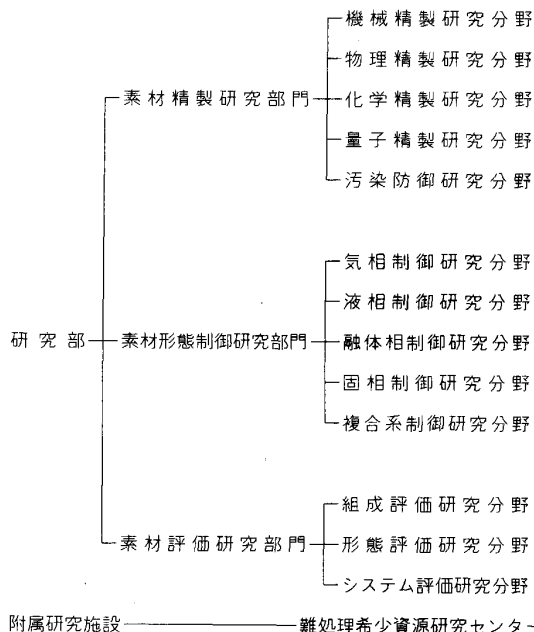 機械精製研究分野
物理精製研究分野
素材精製研究部門
化学精製研究分野
量子精製研究分野
汚染防御研究分野
気相制御研究分野
液相制御研究分野
研究部
素材形態制御研究部門
融体相制御研究分野
固相制御研究分野
複合系制御研究分野
組成評価研究分野
素材評価研究部門
形態評価研究分野
システム評価研究分野
附属研究施設
難処理希少資源研究センター